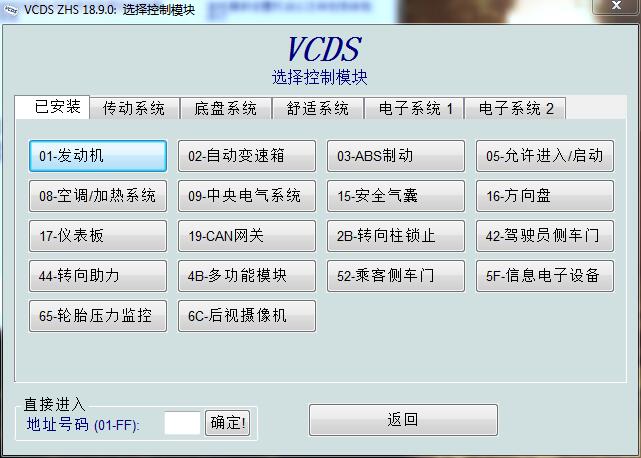 VCDS ZHS 18.9.0: 选择控制模块
VCDS
选择控制模块
已安装 传动系统 底盘系统 舒适系统 电子系统 1 电子系统 2
01-发动机 02-自动变速箱 03-ABS制动 05-允许进入/启动
08-空调/加热系统 09-中央电气系统 15-安全气囊 16-方向盘
17-仪表板 19-CAN网关 2B-转向柱锁止 42-驾驶员侧车门
44-转向助力 4B-多功能模块 52-乘客侧车门 5F-信息电子设备
65-轮胎压力监控 6C-后视摄像机
直接进入
地址号码 (01-FF): 确定! 返回